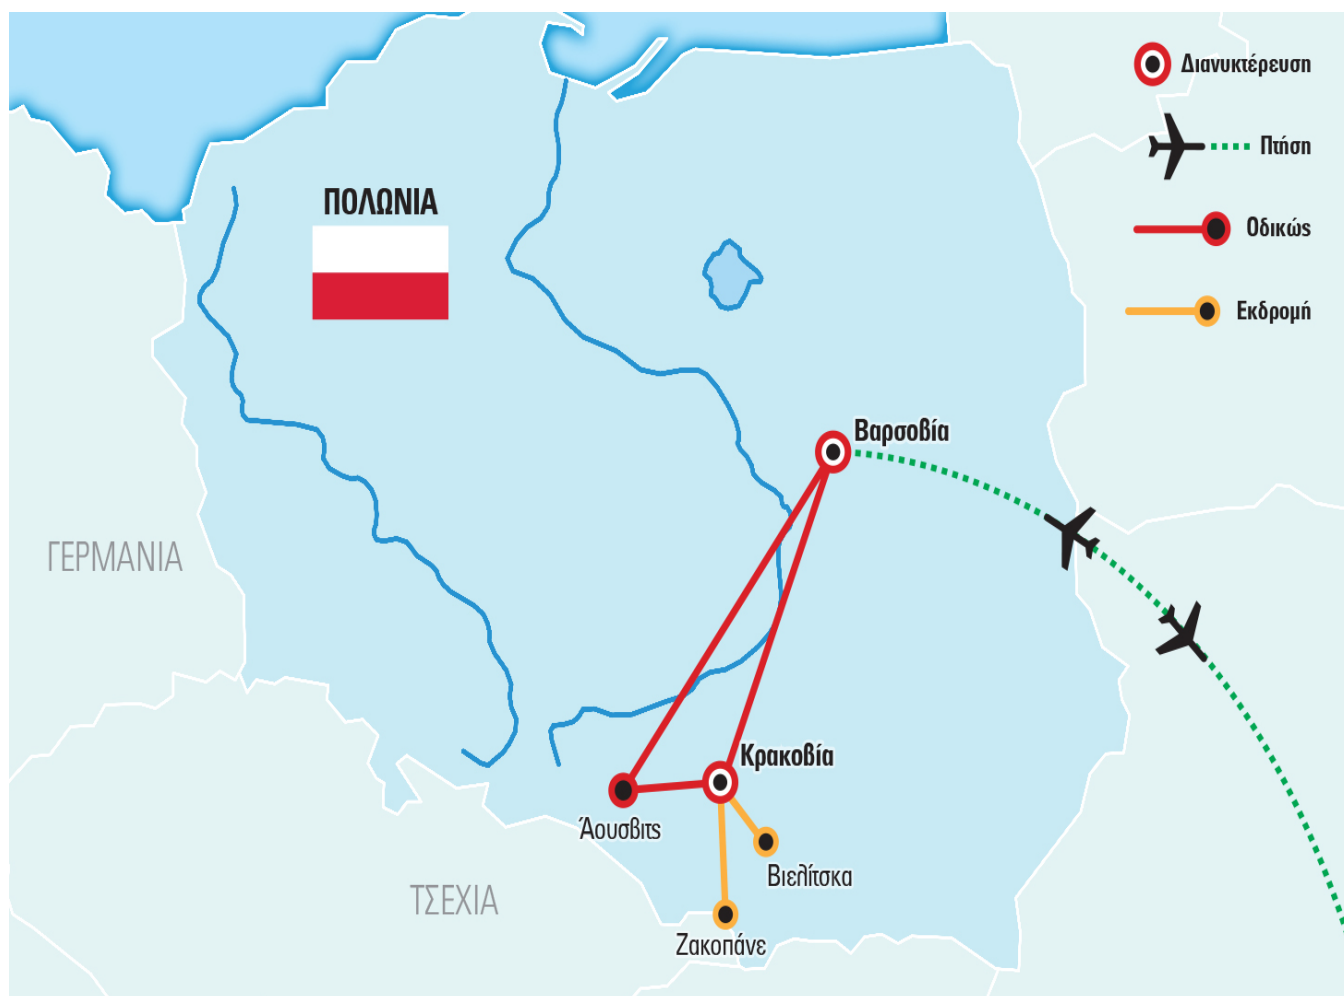 Διανυκτέρευση
Πτήση
ΠΟΛΩΝΙΑ
Οδικώς
Εκδρομή
Βαρσοβία
ΓΕΡΜΑΝΙΑ
Κρακοβία
Άουσβιτς
Βιελίτσκα
ΤΣΕΧΙΑ
Ζακοπάνε